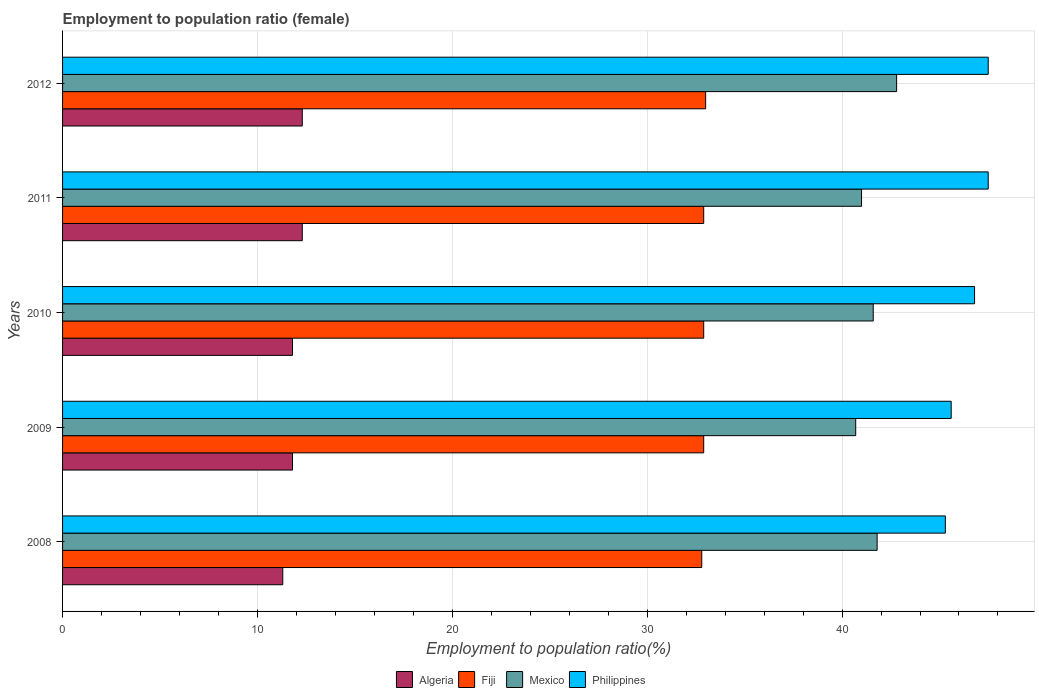 Employment to population ratio (female)
2012
2011
2010
2009
2008
Years
0
10
20
30
40
Employment to population ratio(%)
Algeria
Fiji
Mexico
Philippines